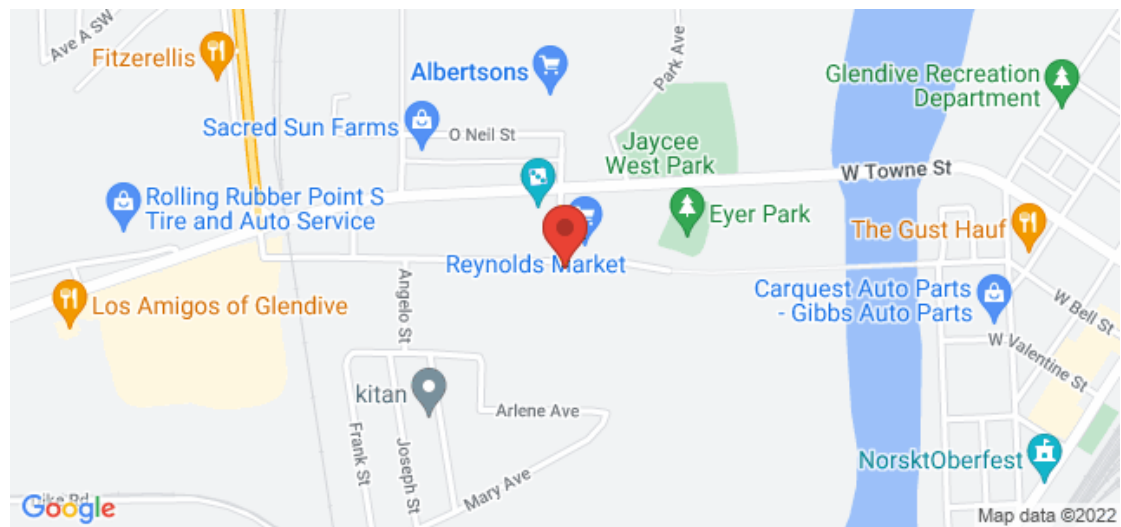 Ave A SW
Fitzerellis
Albertsons
Park Ave
Glendive Recreation
Department
Sacred Sun Farms
O Neil St
Jaycee
West Park
W Towne St
Rolling Rubber Point S
Tire and Auto Service
Eyer Park
The Gust Hauf
Reynolds Market
Angelo St
Los Amigos of Glendive
Carquest Auto Parts
- Gibbs Auto Parts
W Bell St
W Valentine St
kitan
Arlene Ave
Frank St
Joseph St
Mary Ave
NorsktOberfest
Rd
Google
Map data ©2022